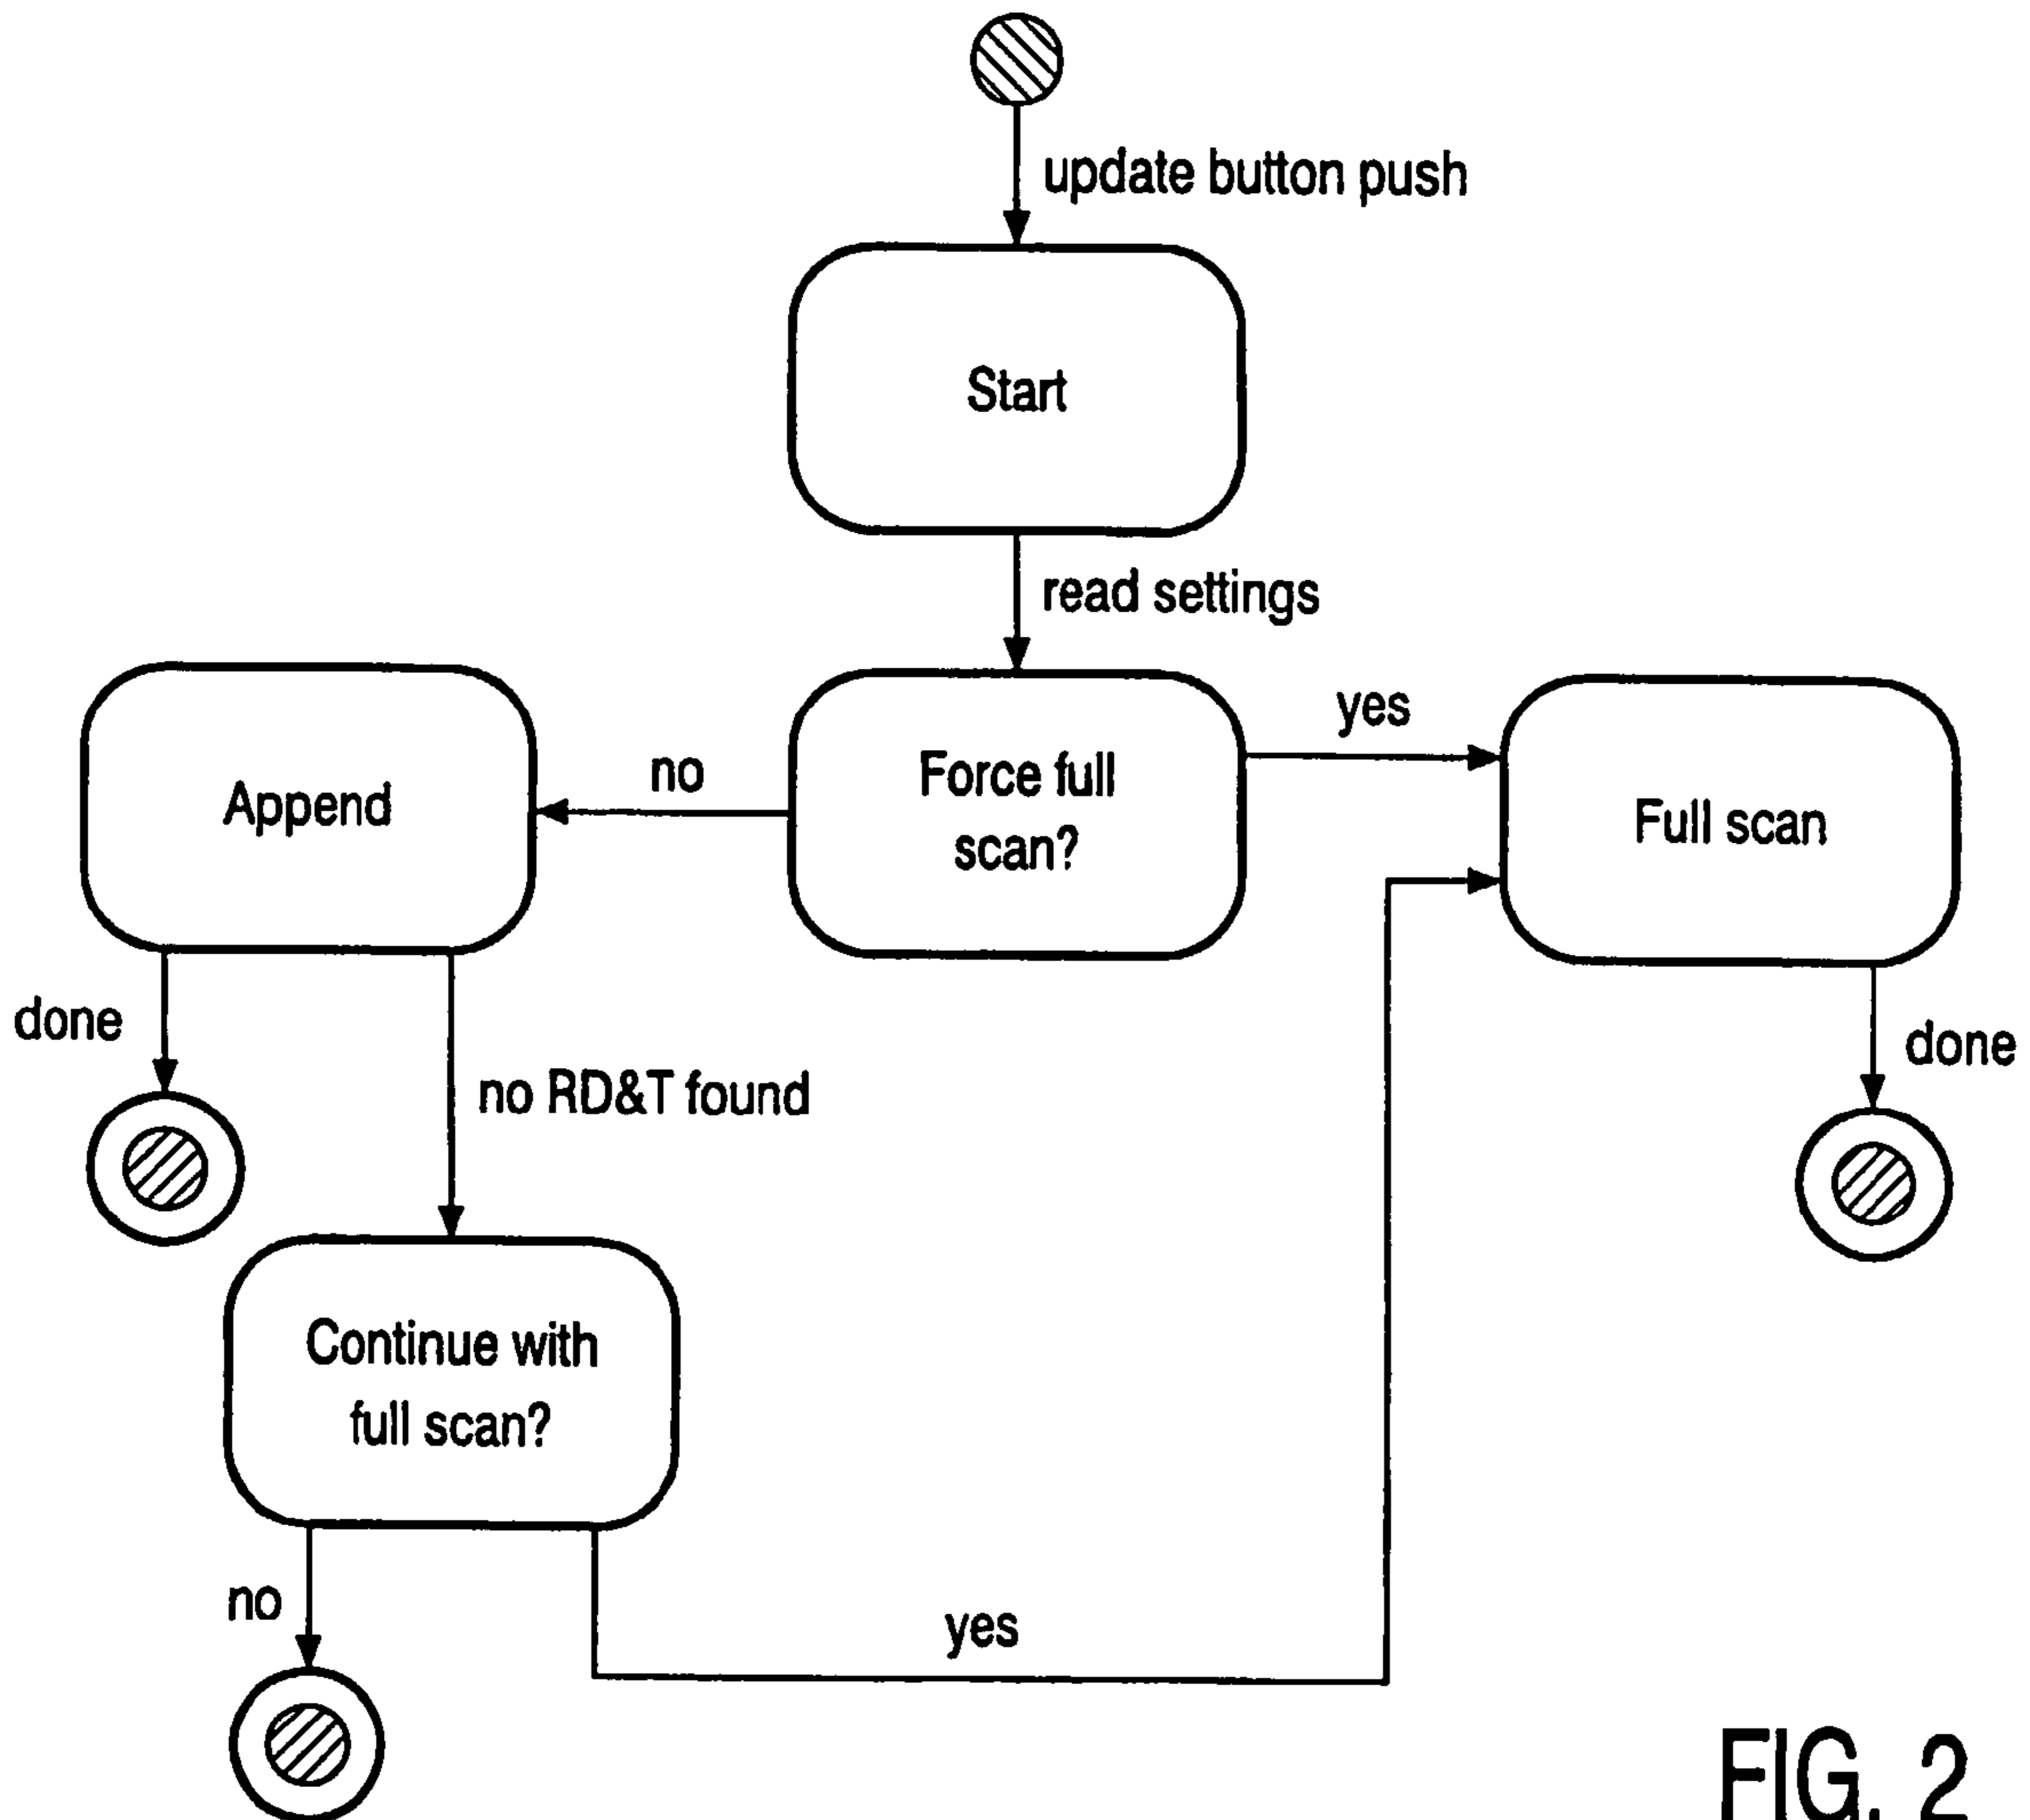 update button push
Start
read settings
Append
no
Force full
scan?
yes
Full scan
done
no RD&T found
done
Continue with
full scan?
no
yes
FIG. 2